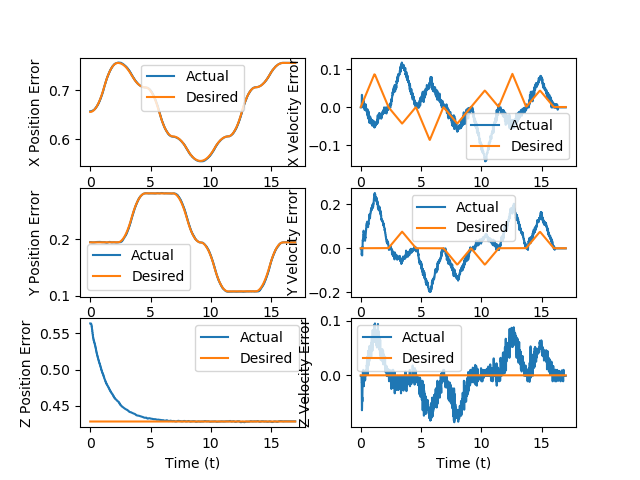 X Position Error
0.7
0.6
Actual
Desired
0 5 10 15
X Velocity Error
0.1
0.0
−0.1
Actual
Desired
0 5 10 15
Y Position Error
0.2
0.1
Actual
Desired
0 5 10 15
Y Velocity Error
0.2
0.0
−0.2
Actual
Desired
0 5 10 15
Z Position Error
0.55
0.50
0.45
Actual
Desired
0 5 10 15
Time (t)
Z Velocity Error
0.1
0.0
Actual
Desired
0 5 10 15
Time (t)